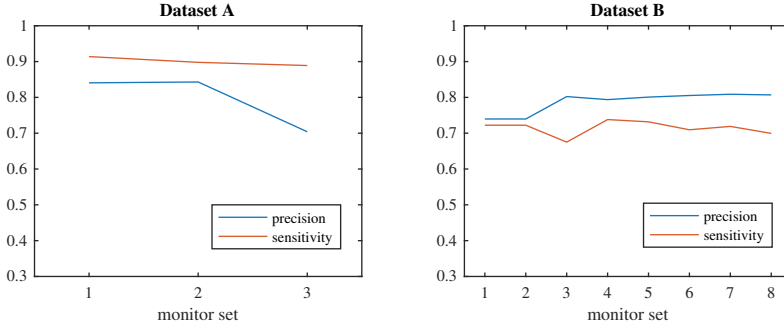 Dataset A
1
0.9
0.8
0.7
0.6
0.5
0.4
0.3
precision
sensitivity
1 2 3
monitor set
Dataset B
1
0.9
0.8
0.7
0.6
0.5
0.4
0.3
precision
sensitivity
1 2 3 4 5 6 7 8
monitor set